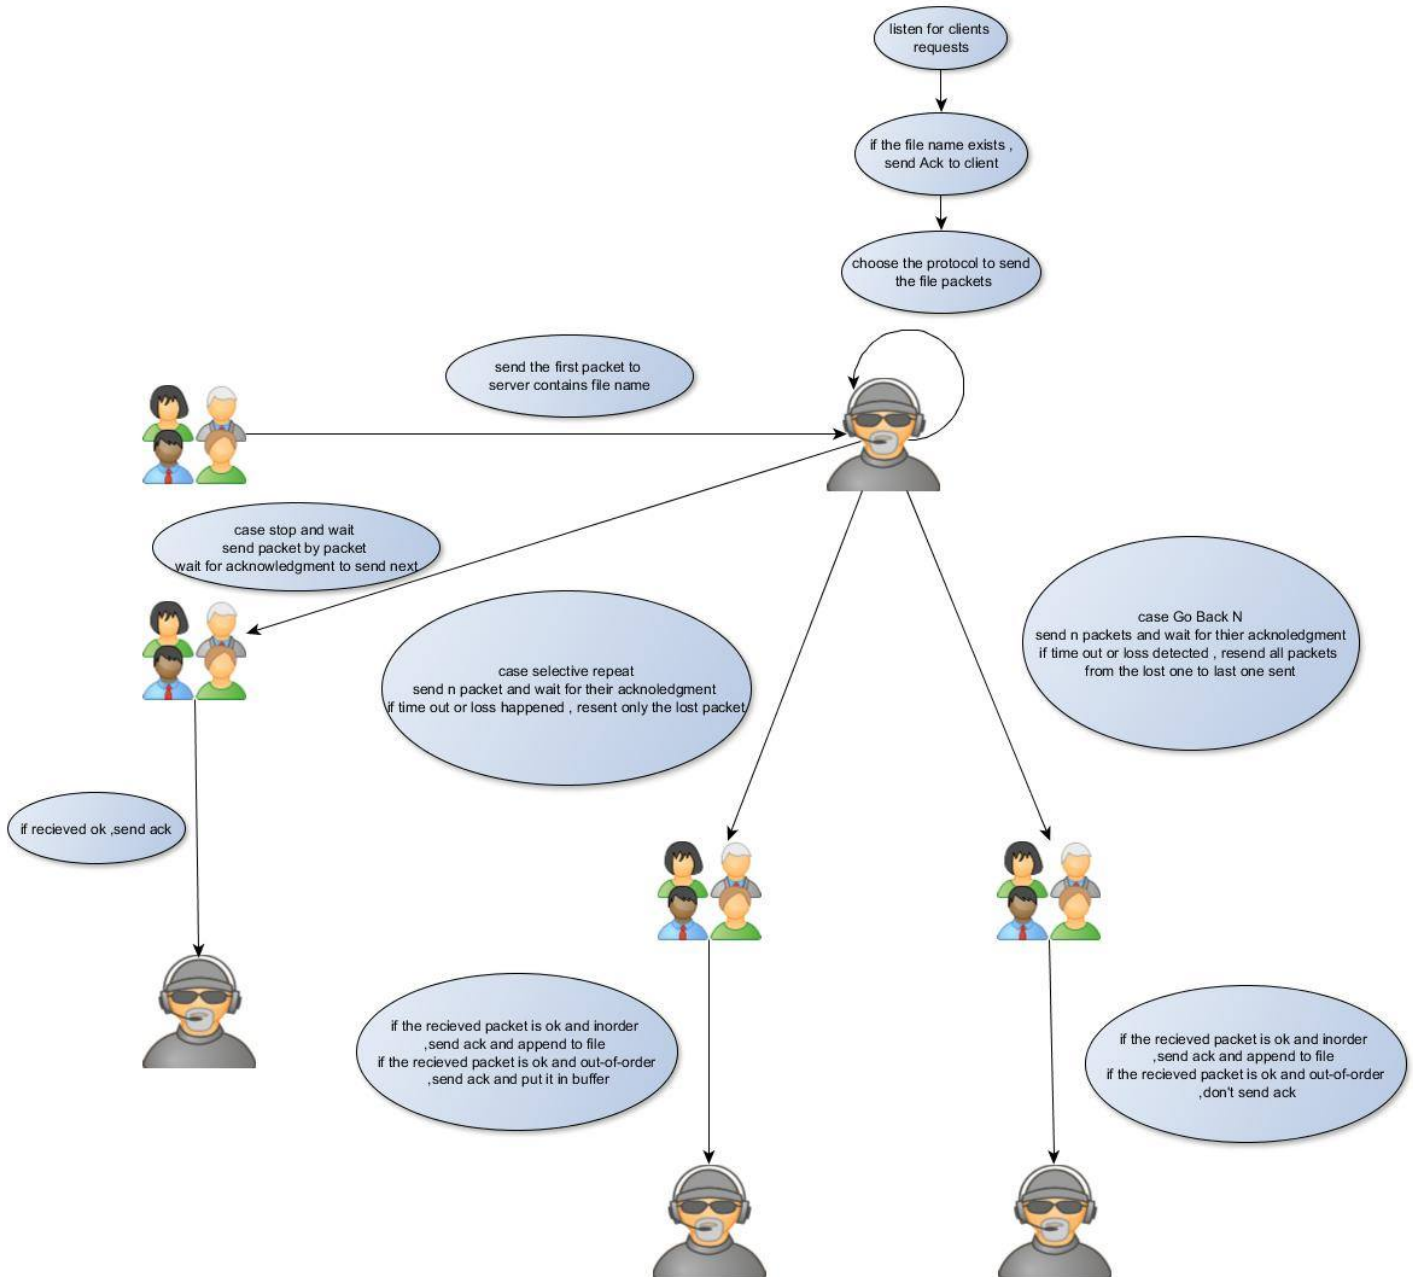 listen for clients
requests
if the file name exists ,
send Ack to client
choose the protocol to send
the file packets
send the first packet to
server contains file name
case stop and wait
send packet by packet
wait for acknowledgment to send next
case selective repeat
send n packet and wait for their acknoledgment
if time out or loss happened , resent only the lost packet
case Go Back N
send n packets and wait for thier acknoledgment
if time out or loss detected , resend all packets
from the lost one to last one sent
if recieved ok ,send ack
if the recieved packet is ok and inorder
,send ack and append to file
if the recieved packet is ok and out-of-order
,send ack and put it in buffer
if the recieved packet is ok and inorder
,send ack and append to file
if the recieved packet is ok and out-of-order
,don't send ack